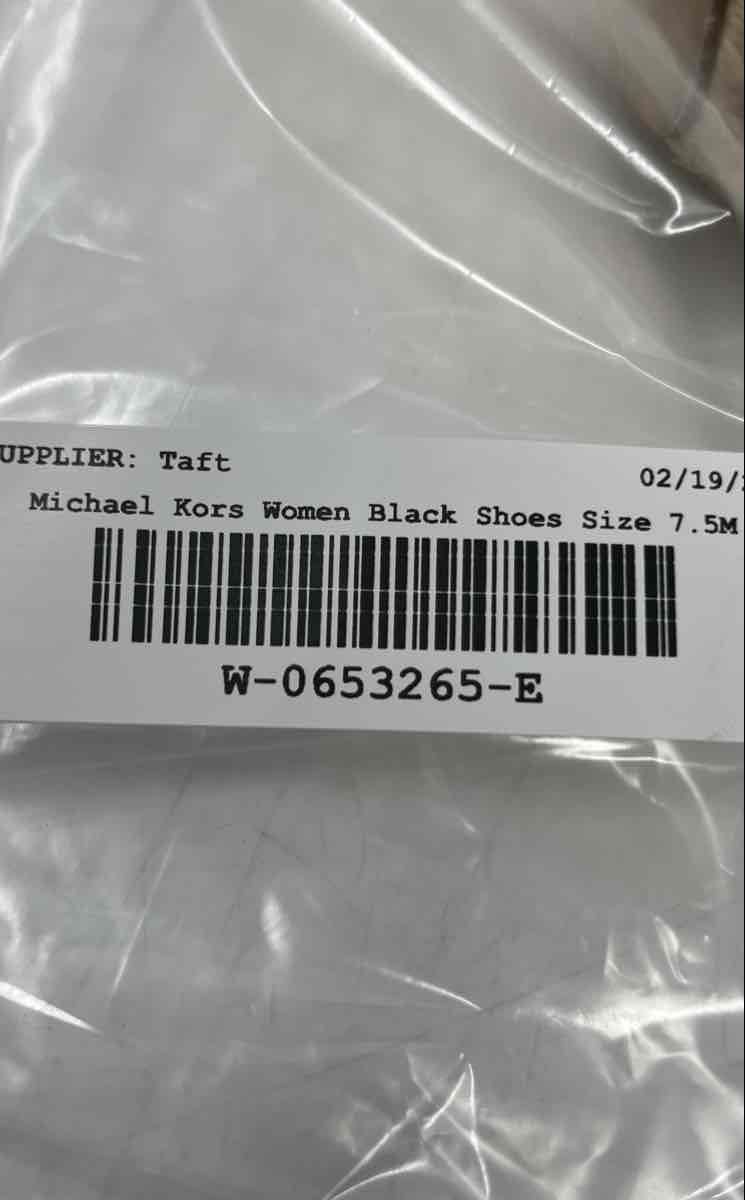 UPPLIER: Taft 02/19/
Michael Kors Women Black Shoes Size 7.5M
W-0653265-E